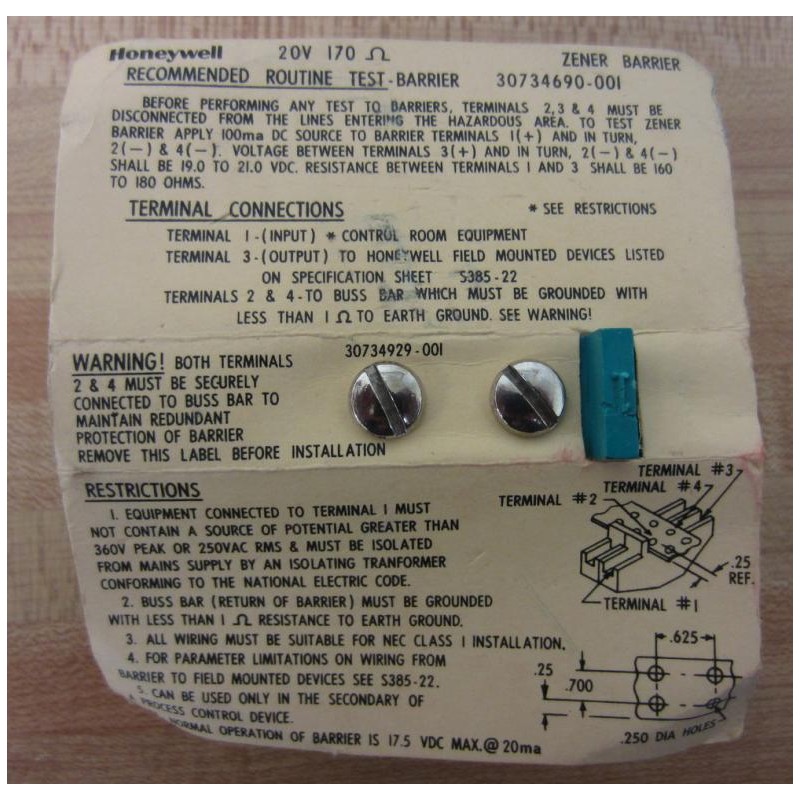 Honeywell 20V 170 Ω ZENER BARRIER
RECOMMENDED ROUTINE TEST-BARRIER 30734690-001
BEFORE PERFORMING ANY TEST TO BARRIERS, TERMINALS 2,3 & 4 MUST BE
DISCONNECTED FROM THE LINES ENTERING THE HAZARDOUS AREA. TO TEST ZENER
BARRIER APPLY 100ma DC SOURCE TO BARRIER TERMINALS 1(+) AND IN TURN,
2(-) & 4(-). VOLTAGE BETWEEN TERMINALS 3(+) AND IN TURN, 2(-) & 4(-)
SHALL BE 19.0 TO 21.0 VDC. RESISTANCE BETWEEN TERMINALS 1 AND 3 SHALL BE 160
TO 180 OHMS.
TERMINAL CONNECTIONS * SEE RESTRICTIONS
TERMINAL 1-(INPUT) * CONTROL ROOM EQUIPMENT
TERMINAL 3-(OUTPUT) TO HONEYWELL FIELD MOUNTED DEVICES LISTED
ON SPECIFICATION SHEET S385-22
TERMINALS 2 & 4-TO BUSS BAR WHICH MUST BE GROUNDED WITH
LESS THAN 1 Ω TO EARTH GROUND. SEE WARNING!
30734929-001
WARNING! BOTH TERMINALS
2 & 4 MUST BE SECURELY
CONNECTED TO BUSS BAR TO
MAINTAIN REDUNDANT
PROTECTION OF BARRIER
REMOVE THIS LABEL BEFORE INSTALLATION
RESTRICTIONS
1. EQUIPMENT CONNECTED TO TERMINAL 1 MUST
NOT CONTAIN A SOURCE OF POTENTIAL GREATER THAN
360V PEAK OR 250VAC RMS & MUST BE ISOLATED
FROM MAINS SUPPLY BY AN ISOLATING TRANFORMER
CONFORMING TO THE NATIONAL ELECTRIC CODE.
2. BUSS BAR (RETURN OF BARRIER) MUST BE GROUNDED
WITH LESS THAN 1 Ω RESISTANCE TO EARTH GROUND.
3. ALL WIRING MUST BE SUITABLE FOR NEC CLASS I INSTALLATION.
4. FOR PARAMETER LIMITATIONS ON WIRING FROM
BARRIER TO FIELD MOUNTED DEVICES SEE S385-22.
5. CAN BE USED ONLY IN THE SECONDARY OF
PROCESS CONTROL DEVICE.
NORMAL OPERATION OF BARRIER IS 17.5 VDC MAX.@ 20ma
TERMINAL #3
TERMINAL #4
TERMINAL #2
.25
REF.
TERMINAL #1
.625
.25
.700
.250 DIA HOLES